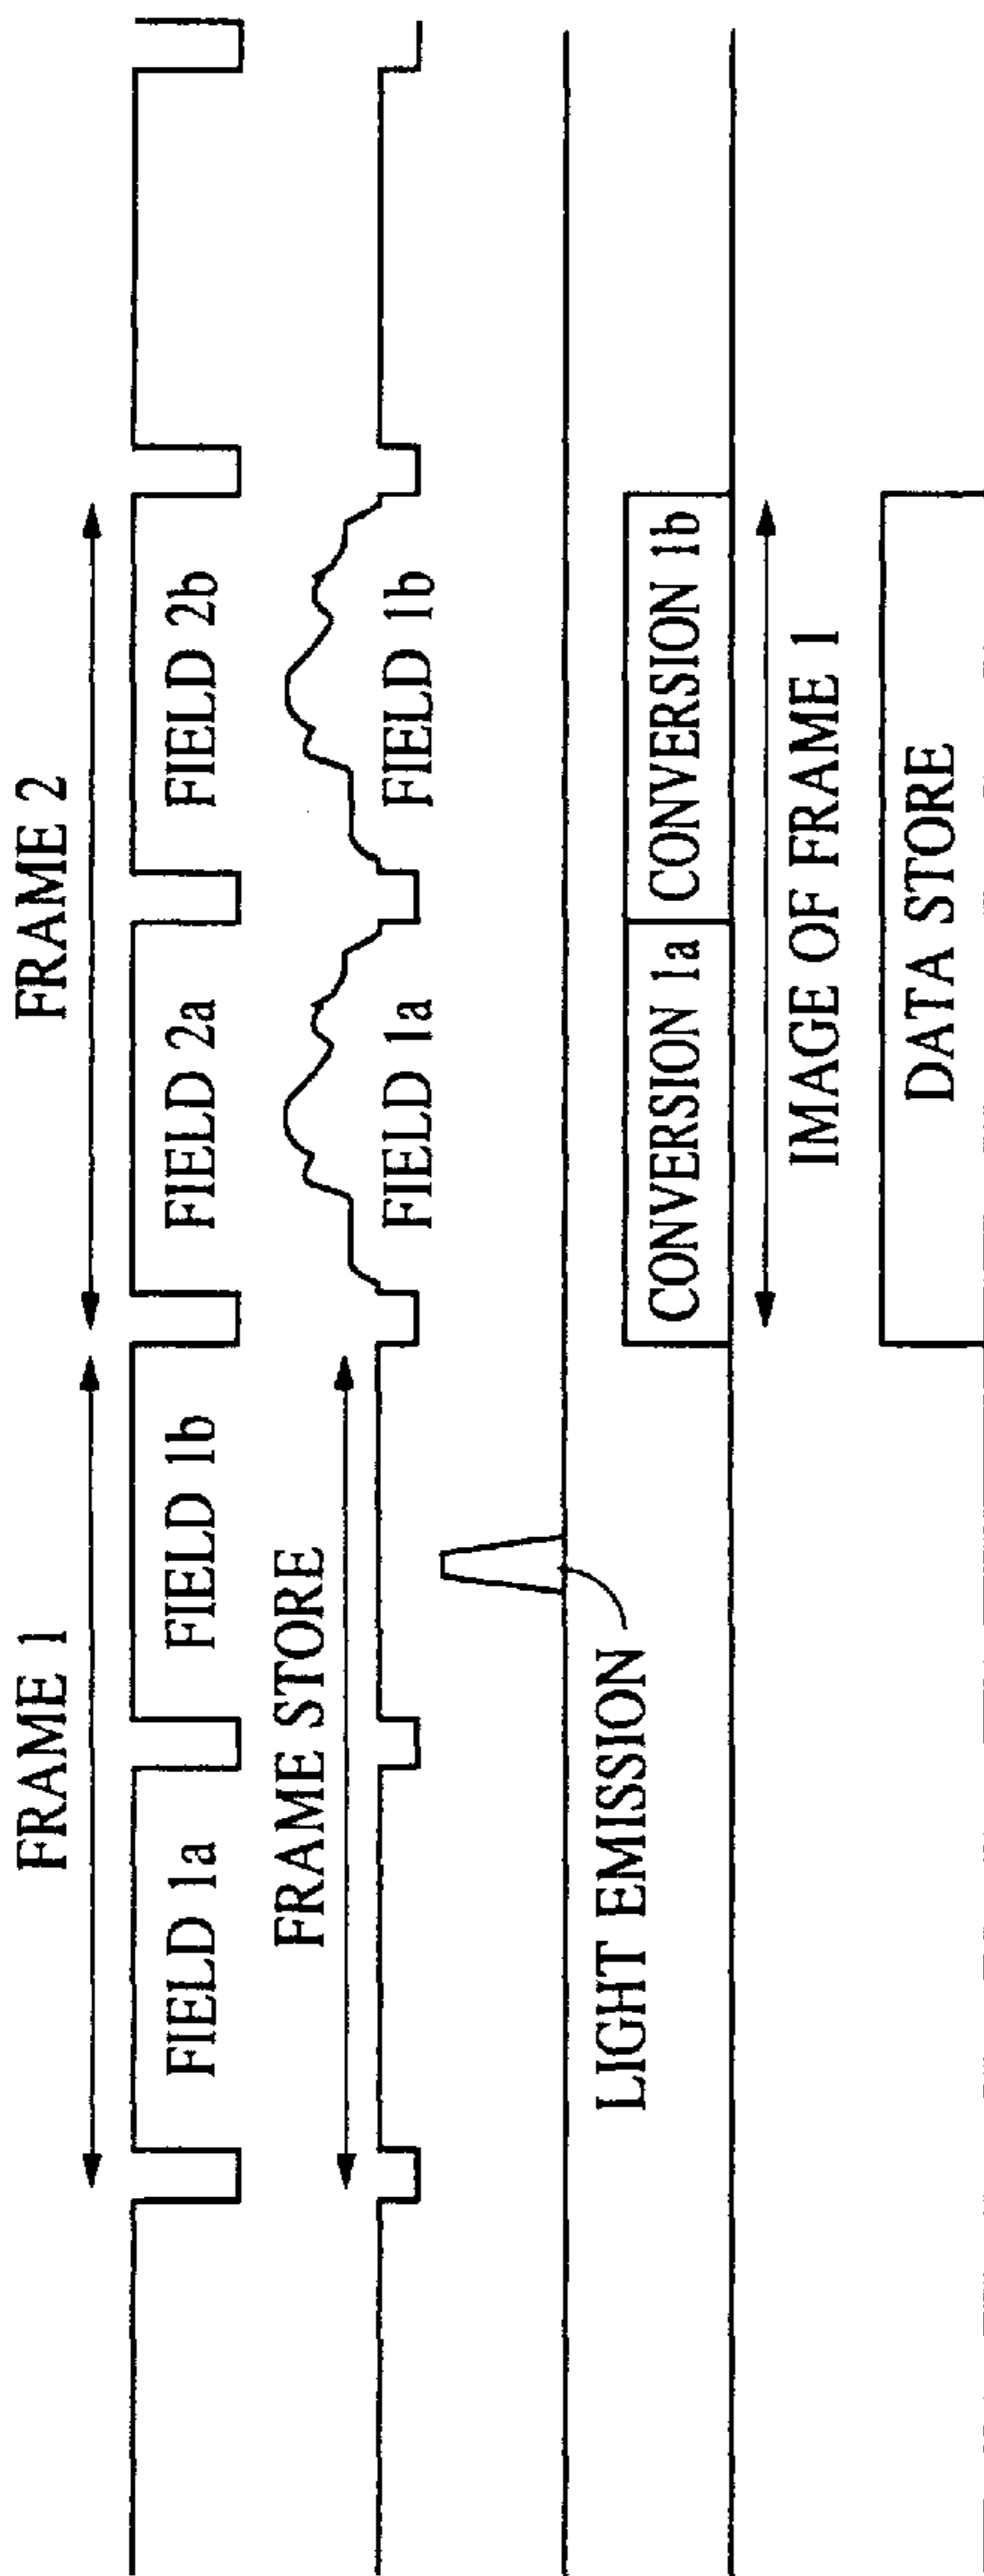 FRAME 1
FRAME 2
FIELD 1a
FIELD 1b
FIELD 2a
FIELD 2b
FRAME STORE
FIELD 1a
FIELD 1b
LIGHT EMISSION
CONVERSION 1a
CONVERSION 1b
IMAGE OF FRAME 1
DATA STORE